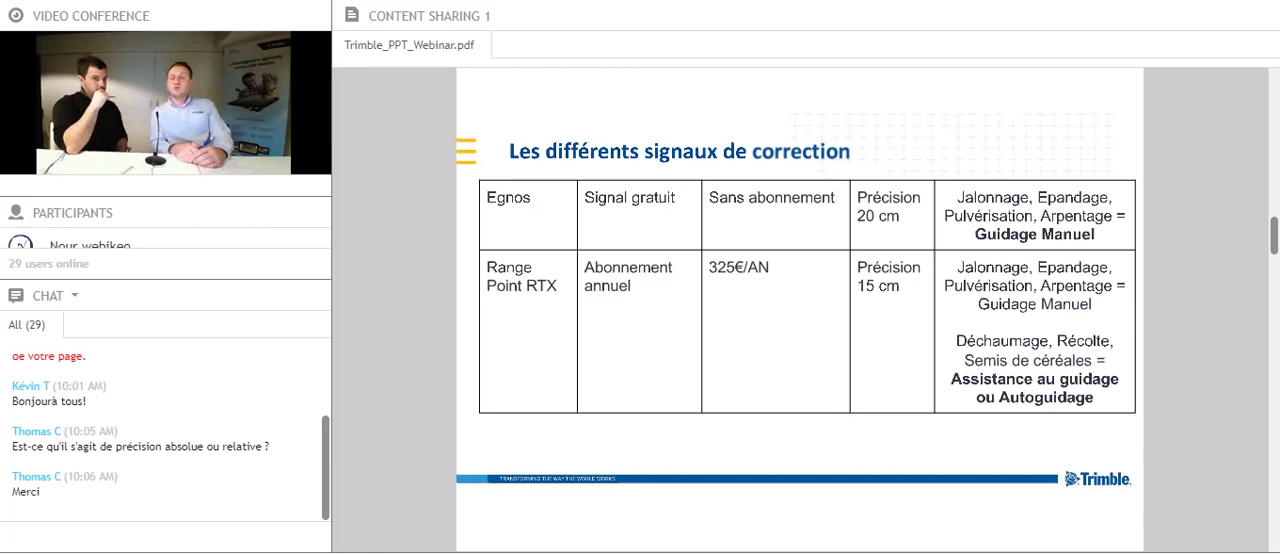 VIDEO CONFERENCE
PARTICIPANTS
Nour webikeo
29 users online
CHAT
All (29)
de votre page.
Kévin T (10:01 AM)
Bonjourà tous!
Thomas C (10:05 AM)
Est-ce qu'il s'agit de précision absolue ou relative ?
Thomas C (10:06 AM)
Merci
CONTENT SHARING 1
Trimble_PPT_Webinar.pdf
Les différents signaux de correction
Egnos
Signal gratuit
Sans abonnement
Précision
20 cm
Jalonnage, Epandage,
Pulvérisation, Arpentage =
Guidage Manuel
Range
Point RTX
Abonnement
annuel
325€/AN
Précision
15 cm
Jalonnage, Epandage,
Pulvérisation, Arpentage =
Guidage Manuel
Déchaumage, Récolte,
Semis de céréales =
Assistance au guidage
ou Autoguidage
TRANSFORMING THE WAY THE WORLD WORKS
Trimble.